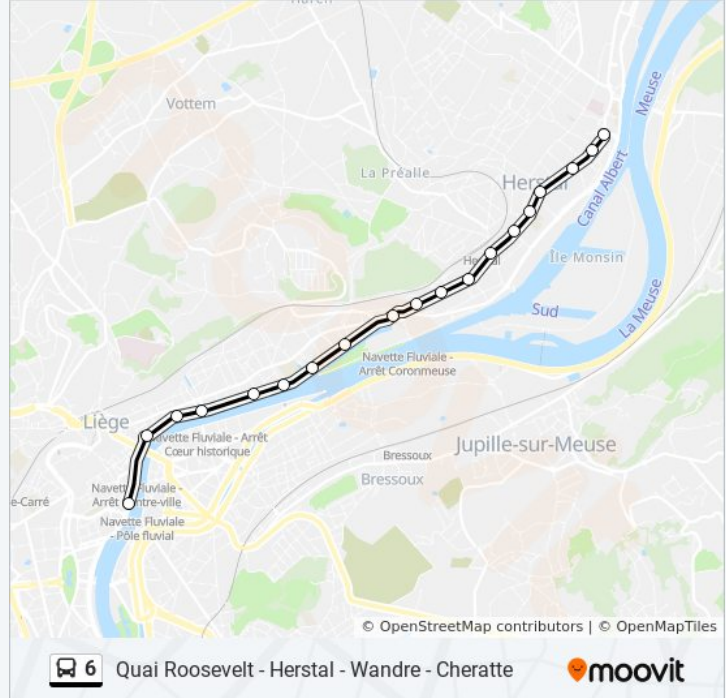 Haren
Vottem
La Préalle
Herstal
Canal Albert
Meuse
Île Monsin
Sud
La Meuse
Navette Fluviale -
Arrêt Coronmeuse
Liège
Navette Fluviale - Arrêt
Cœur historique
Jupille-sur-Meuse
Bressoux
Bressoux
e-Carré
Navette Fluviale -
Arrêt Centre-ville
Navette Fluviale
- Pôle fluvial
© OpenStreetMap contributors | © OpenMapTiles
6 Quai Roosevelt - Herstal - Wandre - Cheratte
moovit